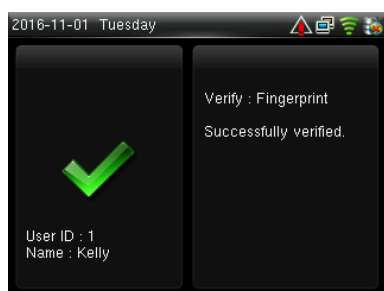 2016-11-01 Tuesday
User ID : 1
Name : Kelly
Verify : Fingerprint
Successfully verified.